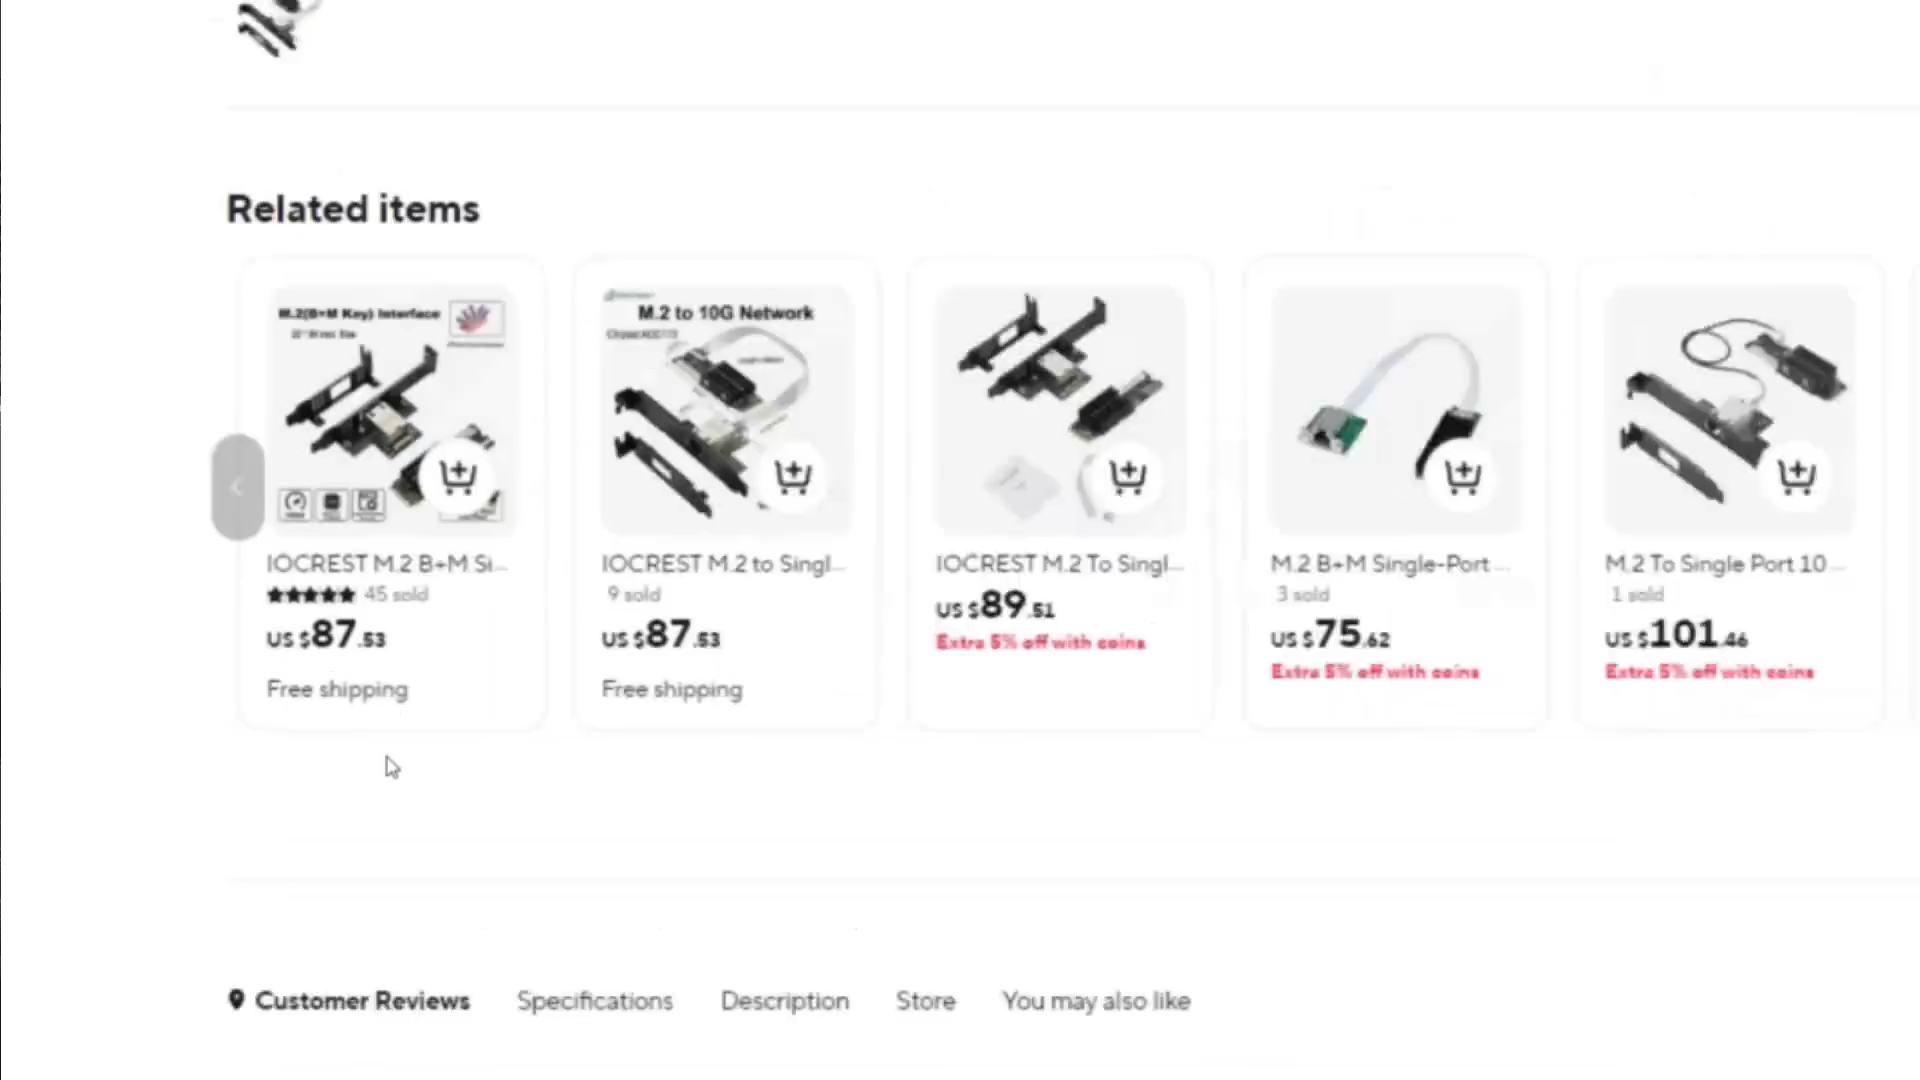 Related items
M.2(B+M Key) Interface
M.2 to 10G Network
IOCREST M.2 B+M Si...
45 sold
US $87.53
Free shipping
IOCREST M.2 to Singl...
9 sold
US $87.53
Free shipping
IOCREST M.2 To Singl...
US $89.51
Extra 5% off with coins
M.2 B+M Single-Port ...
3 sold
US $75.62
Extra 5% off with coins
M.2 To Single Port 10 ...
1 sold
US $101.46
Extra 5% off with coins
Customer Reviews
Specifications
Description
Store
You may also like